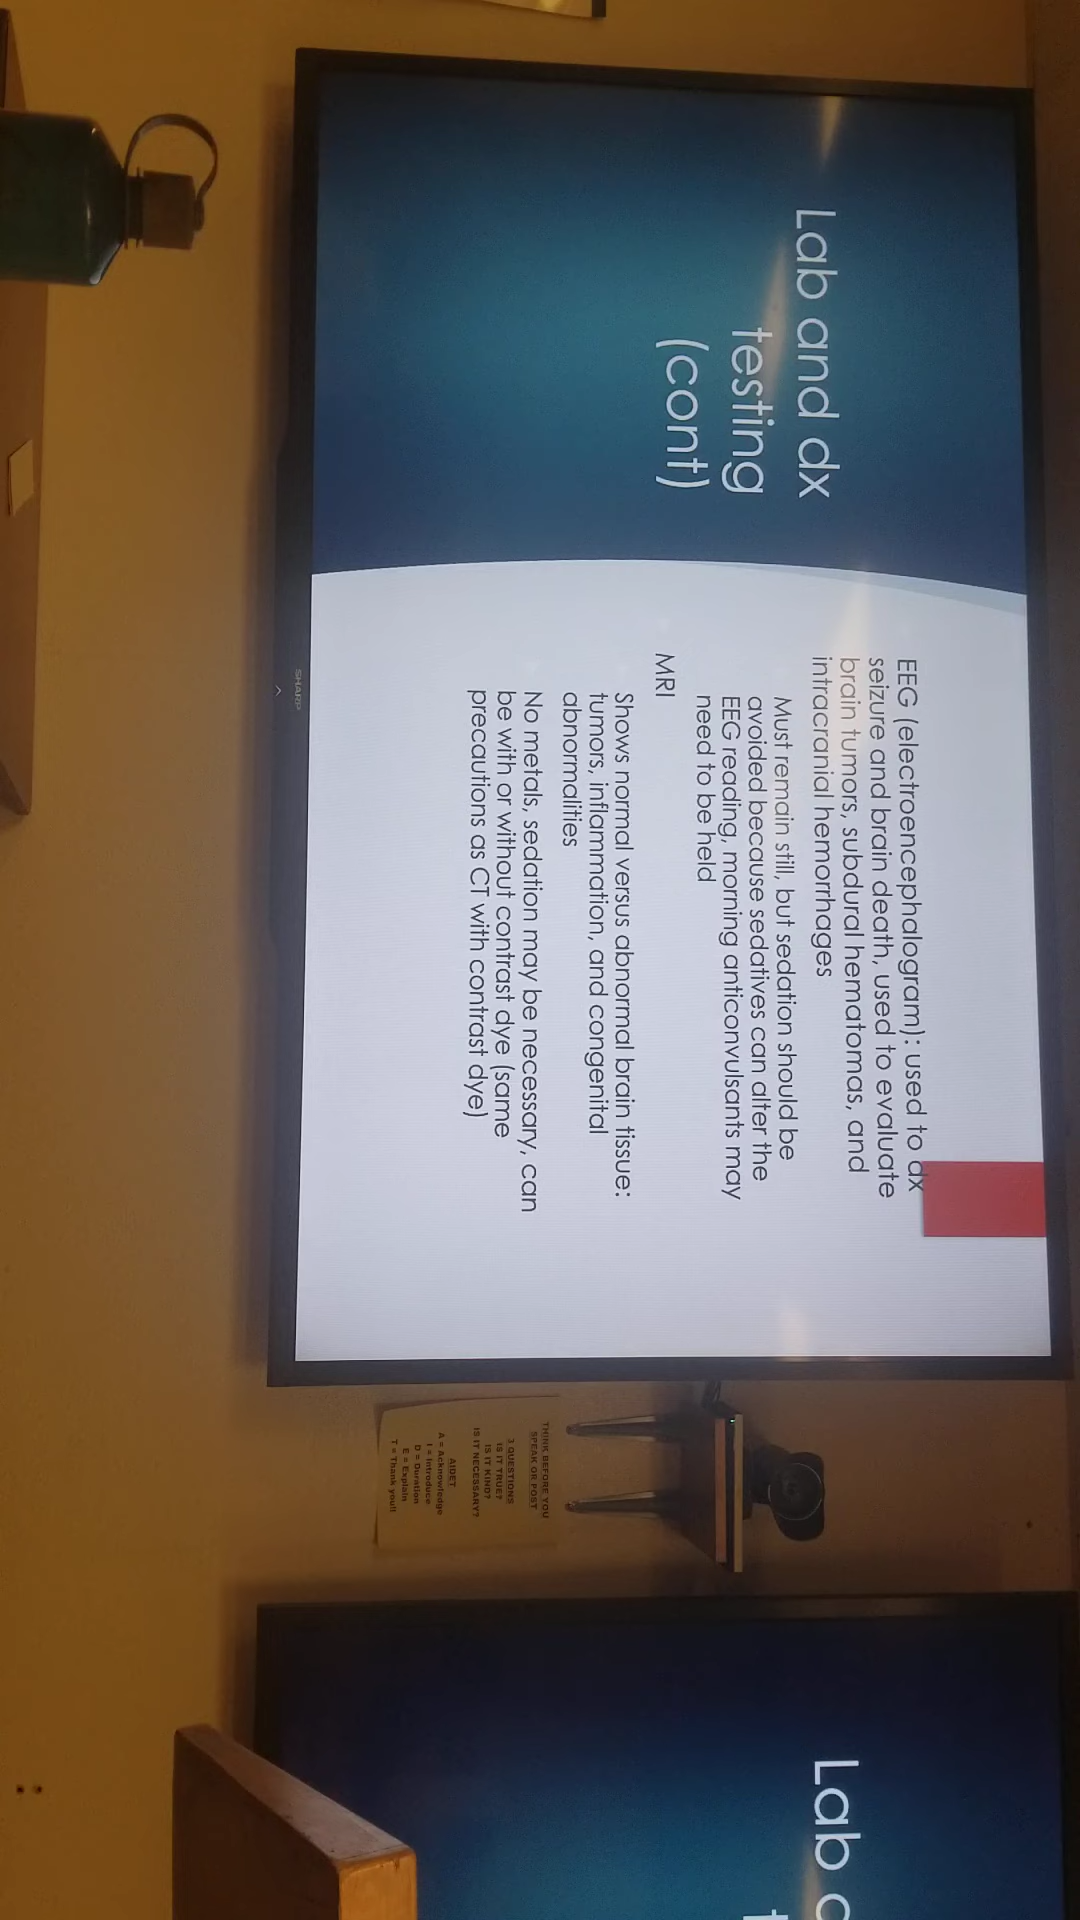 Lab and dx
testing
(cont)
EEG (electroencephalogram): used to dx
seizure and brain death, used to evaluate
brain tumors, subdural hematomas, and
intracranial hemorrhages
Must remain still, but sedation should be
avoided because sedatives can alter the
EEG reading, morning anticonvulsants may
need to be held
MRI
Shows normal versus abnormal brain tissue:
tumors, inflammation, and congenital
abnormalities
No metals, sedation may be necessary, can
be with or without contrast dye (same
precautions as CT with contrast dye)
SHARP
THINK BEFORE YOU
SPEAK OR POST
3 QUESTIONS
IS IT TRUE?
IS IT KIND?
IS IT NECESSARY?
AIDET
A = Acknowledge
I = Introduce
D = Duration
E = Explain
T = Thank you!!
Lab